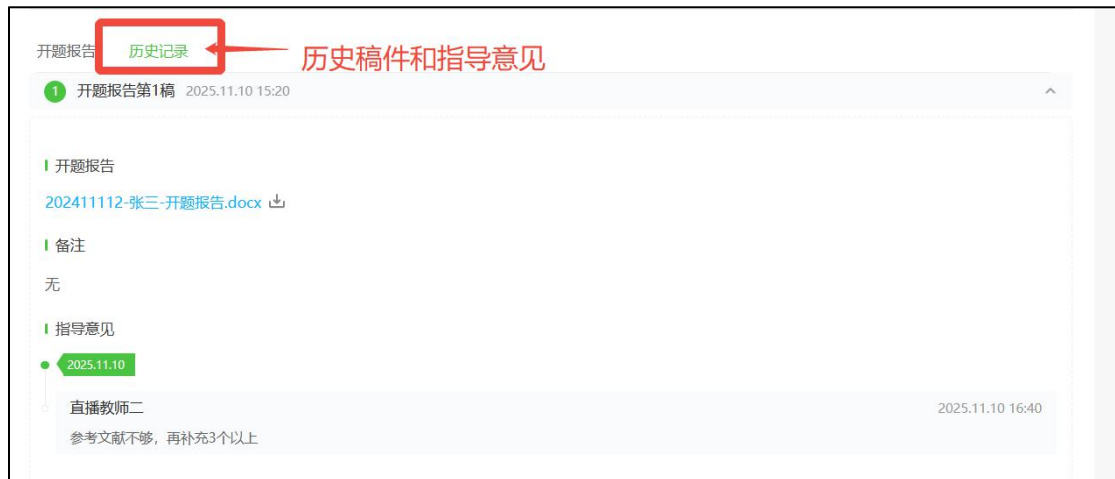 开题报告 历史记录 历史稿件和指导意见
1 开题报告第1稿 2025.11.10 15:20
开题报告
202411112-张三-开题报告.docx
备注
无
指导意见
2025.11.10
直播教师二 2025.11.10 16:40
参考文献不够，再补充3个以上